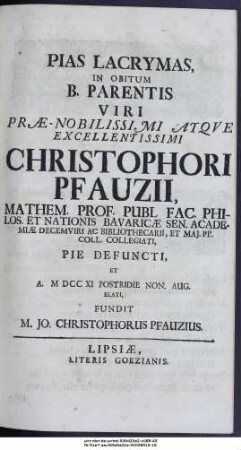 PIAS LACRYMAS,
IN OBITUM
B. PARENTIS
VIRI
PRÆ-NOBILISSIMI ATQVE
EXCELLENTISSIMI
CHRISTOPHORI
PFAUZII,
MATHEM. PROF. PUBL. FAC. PHI-
LOS. ET NATIONIS BAVARICÆ SEN. ACADE-
MIÆ DECEMVIRI AC BIBLIOTHECARII, ET MAJ. PP.
COLL. COLLEGIATI,
PIE DEFUNCTI,
ET
A. M DCC XI POSTRIDIE NON. AUG.
ELATI,
FUNDIT
M. JO. CHRISTOPHORUS PFAUZIUS.
LIPSIÆ,
LITERIS GOEZIANIS.